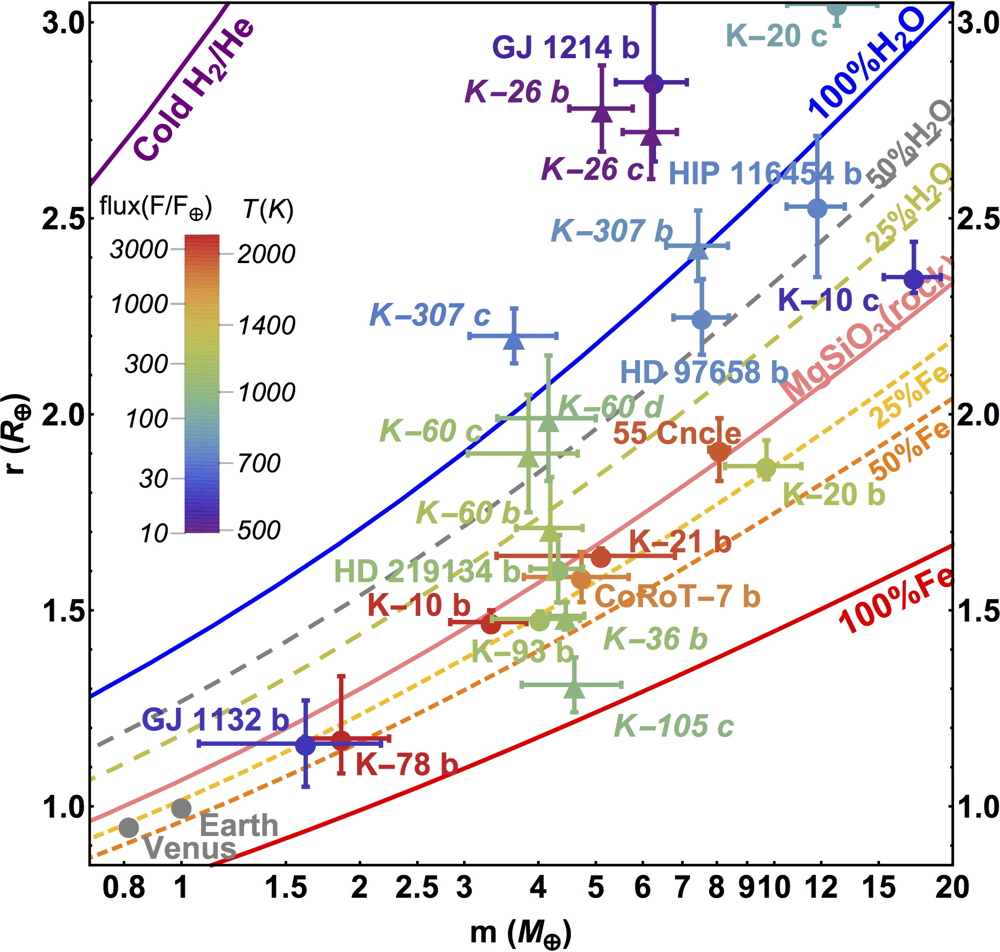 3.0
3.0
Cold H₂/He
K–20 c
100%H₂O
GJ 1214 b
K–26 b
50%H₂O
K–26 c
HIP 116454 b
25%H₂O
flux(F/F⊕)
T(K)
2.5
2.5
K–307 b
3000
2000
K–10 c
1000
K–307 c
1400
MgSiO₃(rock)
300
HD 97658 b
25%Fe
1000
2.0
2.0
K–60 d
100
K–60 c
55 Cnc e
50%Fe
700
30
K–20 b
K–60 b
10
500
K–21 b
HD 219134 b
CoRoT–7 b
K–10 b
1.5
1.5
100%Fe
K–36 b
K–93 b
GJ 1132 b
K–105 c
K–78 b
1.0
1.0
Earth
Venus
0.8 1 1.5 2 2.5 3 4 5 6 7 8 9 10 12 15 20
m (M⊕)
r (R⊕)